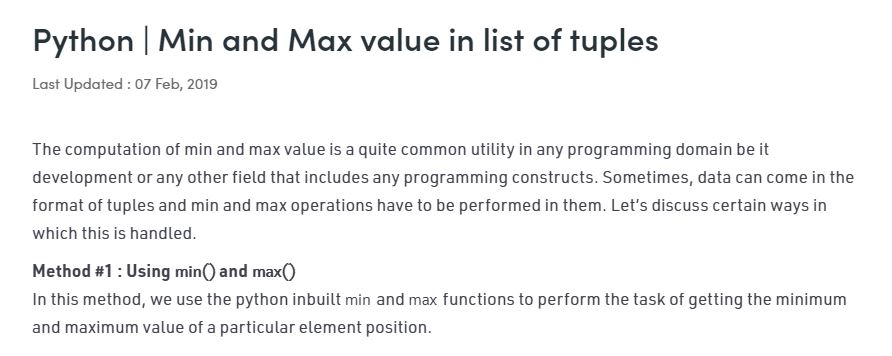 Python | Min and Max value in list of tuples
Last Updated : 07 Feb, 2019
The computation of min and max value is a quite common utility in any programming domain be it
development or any other field that includes any programming constructs. Sometimes, data can come in the
format of tuples and min and max operations have to be performed in them. Let's discuss certain ways in
which this is handled.
Method #1 : Using min() and max()
In this method, we use the python inbuilt min and max functions to perform the task of getting the minimum
and maximum value of a particular element position.